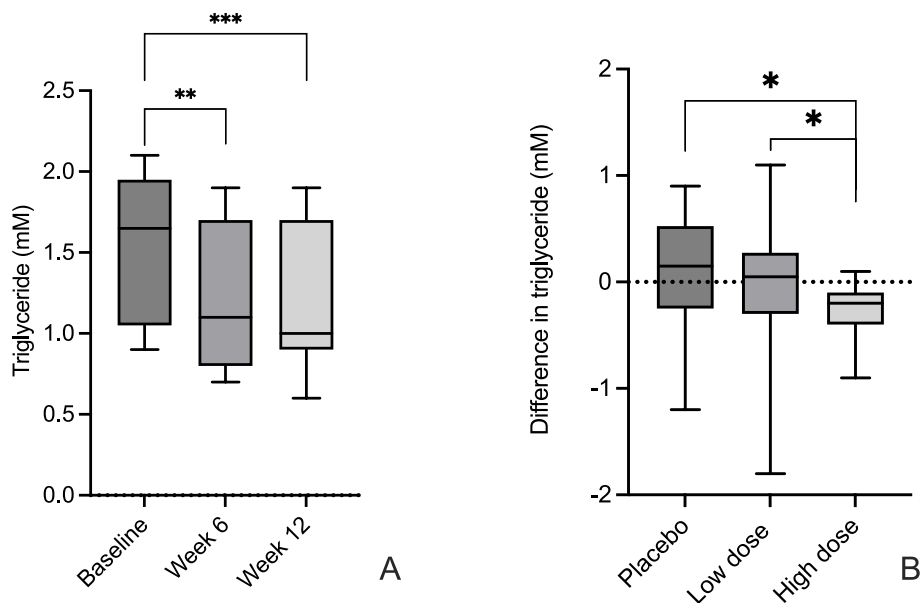 ***
**
2.5
2.0
1.5
1.0
0.5
0.0
Triglyceride (mM)
Baseline
Week 6
Week 12
A
*
*
2
1
0
-1
-2
Difference in triglyceride (mM)
Placebo
Low dose
High dose
B